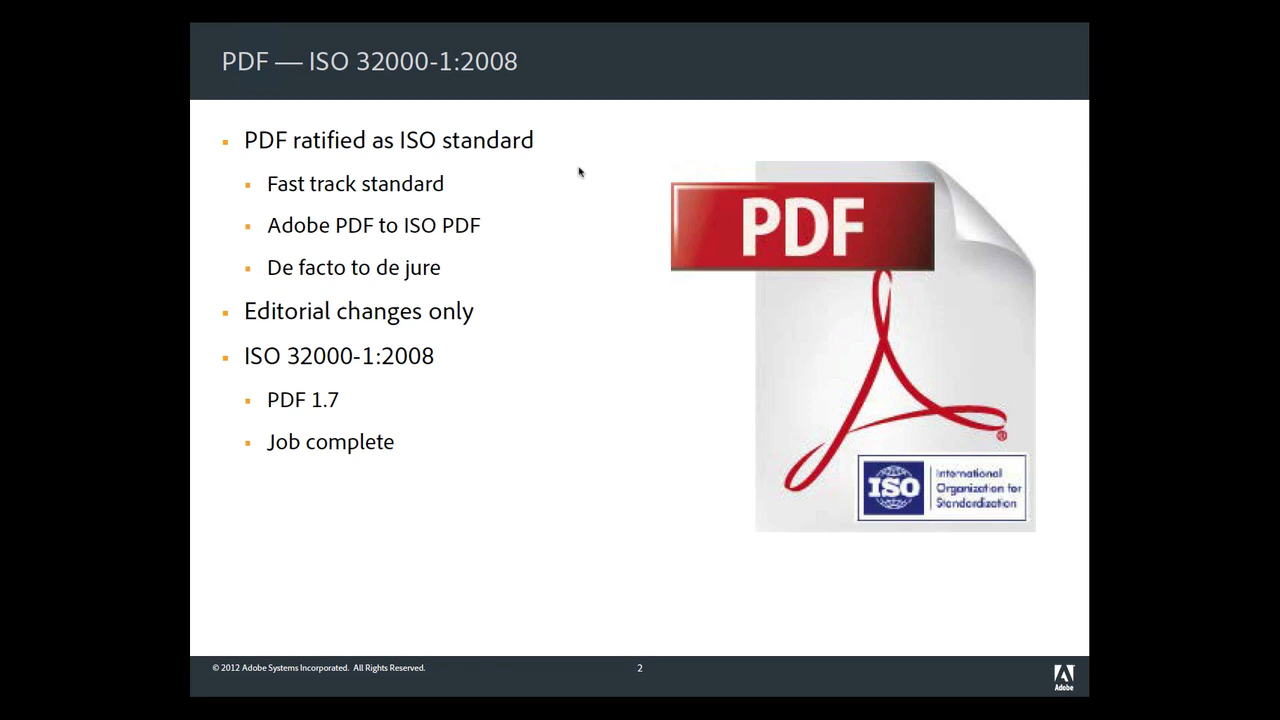 PDF — ISO 32000-1:2008
PDF ratified as ISO standard
Fast track standard
Adobe PDF to ISO PDF
De facto to de jure
Editorial changes only
ISO 32000-1:2008
PDF 1.7
Job complete
PDF
®
ISO
International
Organization for
Standardization
© 2012 Adobe Systems Incorporated. All Rights Reserved.
2
Adobe